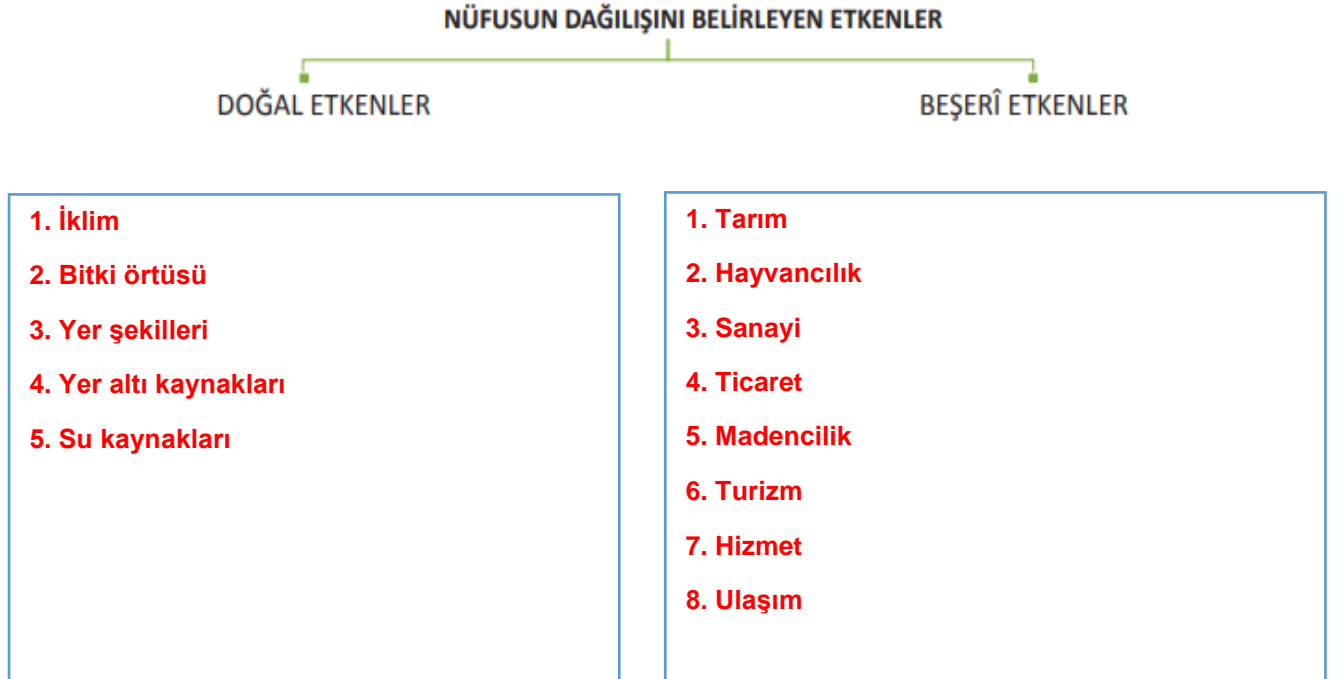 NÜFUSUN DAĞILIŞINI BELİRLEYEN ETKENLER
DOĞAL ETKENLER
BEŞERÎ ETKENLER
1. İklim
2. Bitki örtüsü
3. Yer şekilleri
4. Yer altı kaynakları
5. Su kaynakları
1. Tarım
2. Hayvancılık
3. Sanayi
4. Ticaret
5. Madencilik
6. Turizm
7. Hizmet
8. Ulaşım